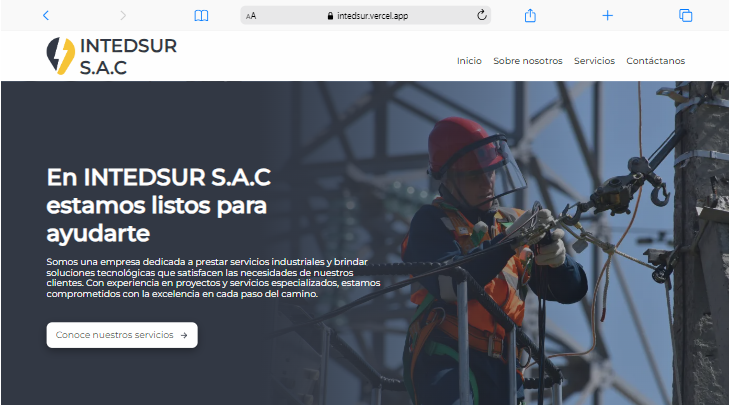 AA intedsur.vercel.app
INTEDSUR
S.A.C
Inicio Sobre nosotros Servicios Contáctanos
En INTEDSUR S.A.C
estamos listos para
ayudarte
Somos una empresa dedicada a prestar servicios industriales y brindar
soluciones tecnológicas que satisfacen las necesidades de nuestros
clientes. Con experiencia en proyectos y servicios especializados, estamos
comprometidos con la excelencia en cada paso del camino.
Conoce nuestros servicios →